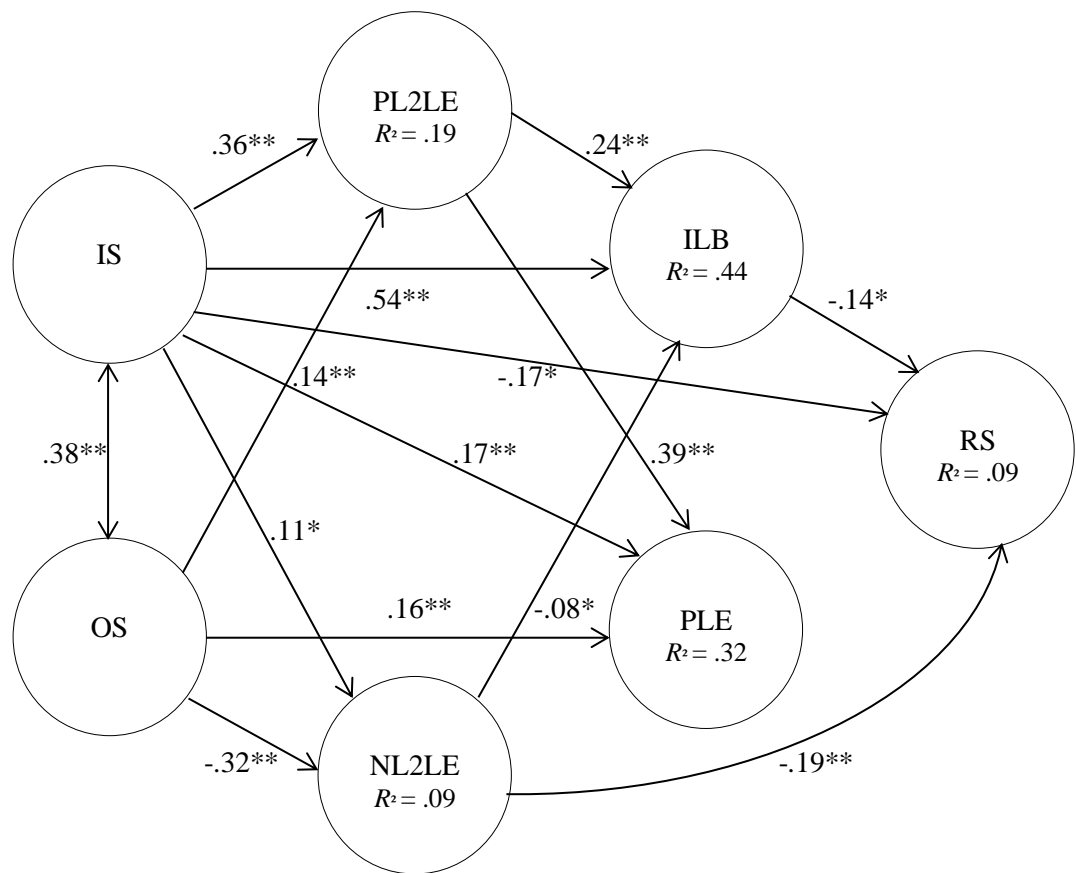 PL2LE
R² = .19
.36**
.24**
IS
ILB
R² = .44
.54**
-.14*
.14**
-.17*
.38**
.17**
.39**
RS
R² = .09
.11*
.16**
-.08*
OS
PLE
R² = .32
-.32**
NL2LE
R² = .09
-.19**